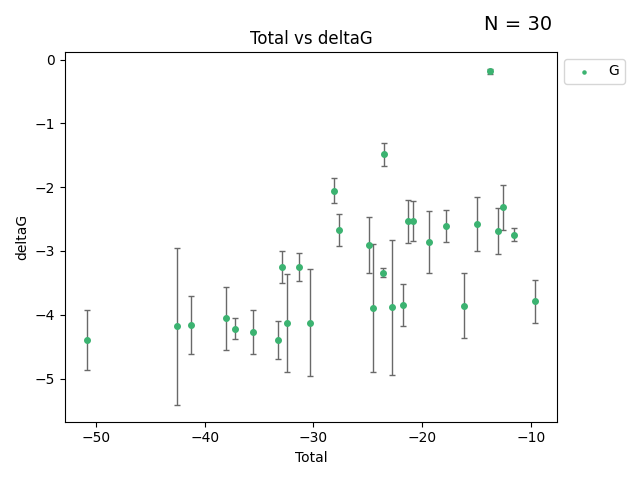 N = 30
Total vs deltaG
G
0
−1
−2
−3
−4
−5
deltaG
−50 −40 −30 −20 −10
Total